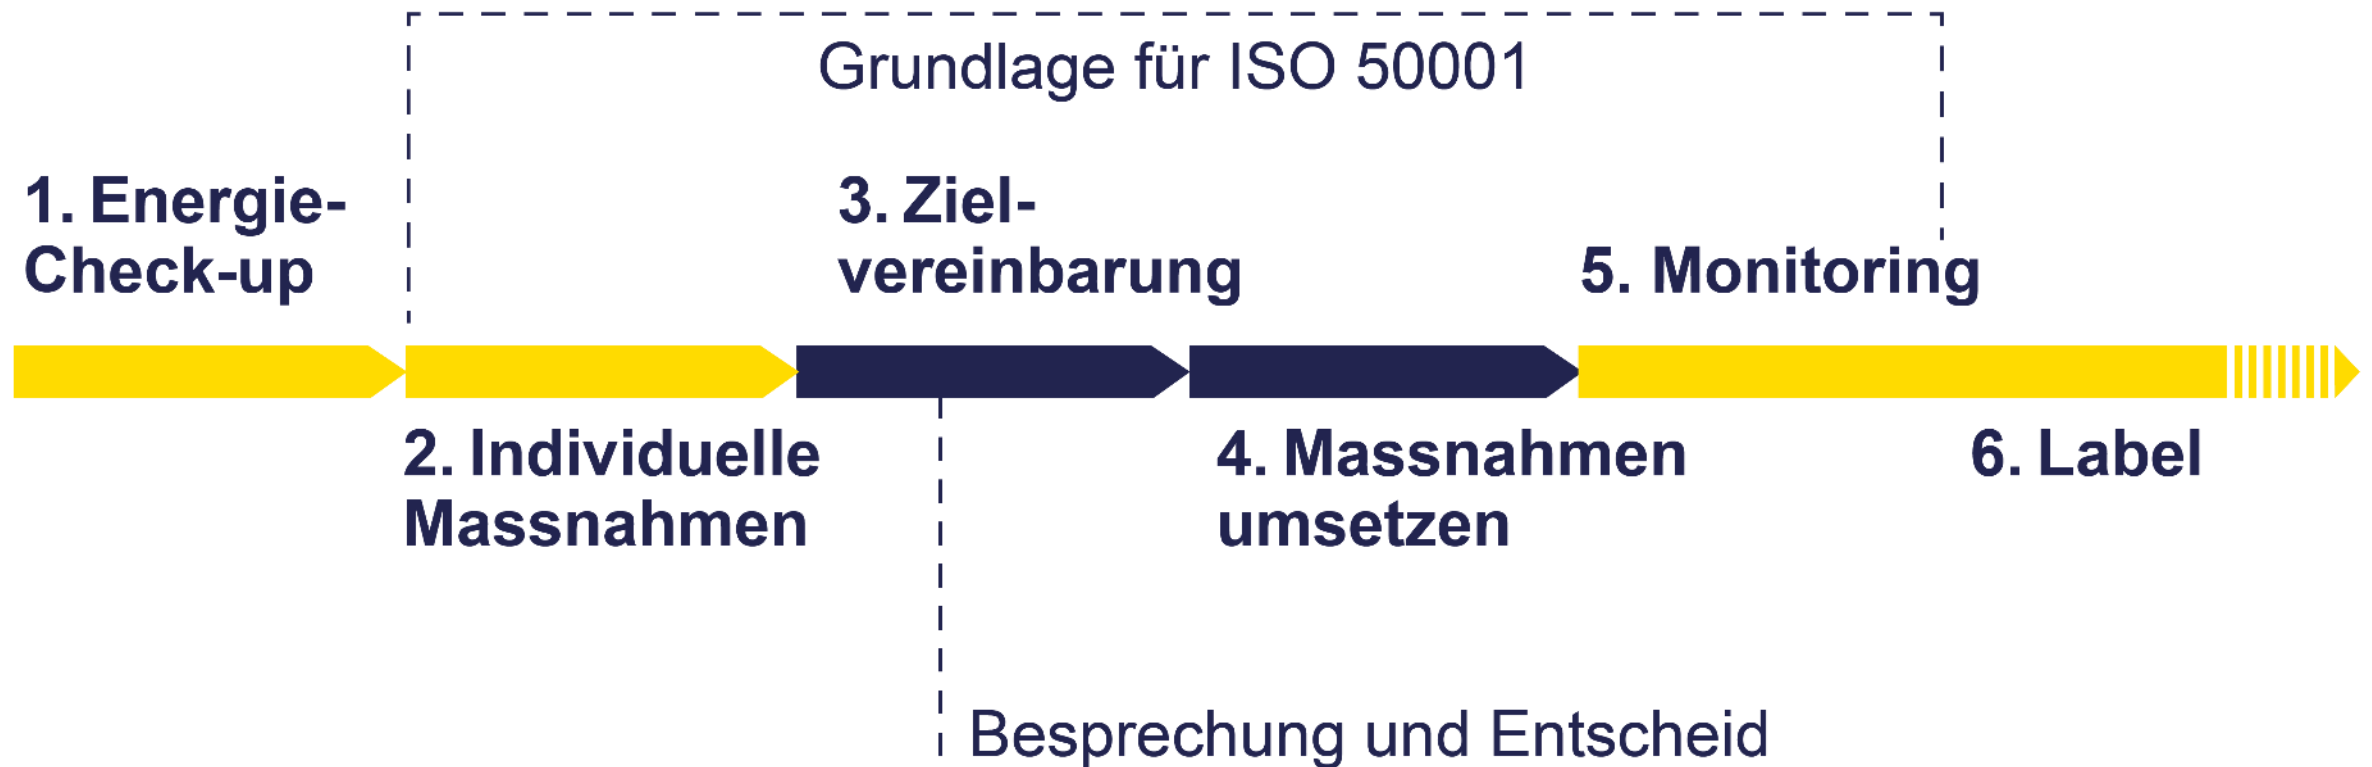 Grundlage für ISO 50001
1. Energie-
Check-up
3. Ziel-
vereinbarung
5. Monitoring
2. Individuelle
Massnahmen
4. Massnahmen
umsetzen
6. Label
Besprechung und Entscheid